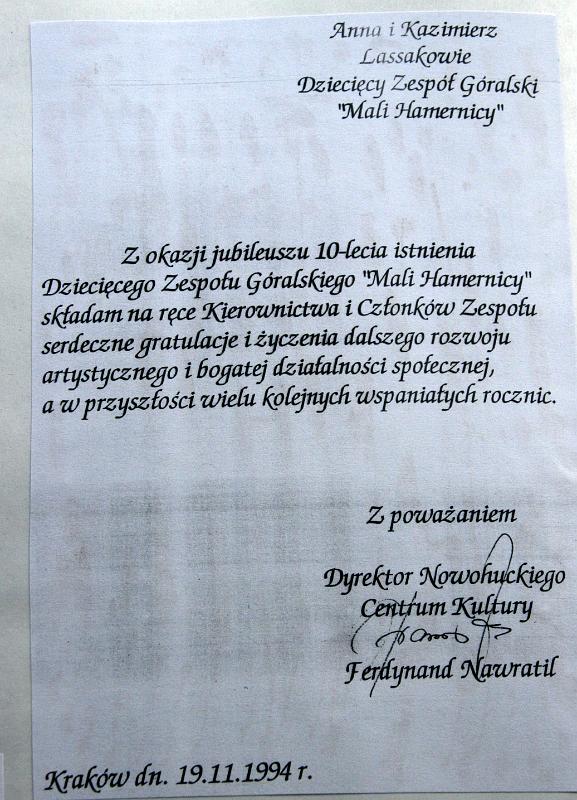 Anna i Kazimierz
Lassakowie
Dziecięcy Zespół Góralski
"Mali Hamernicy"
Z okazji jubileuszu 10-lecia istnienia
Dziecięcego Zespołu Góralskiego "Mali Hamernicy"
składam na ręce Kierownictwa i Członków Zespołu
serdeczne gratulacje i życzenia dalszego rozwoju
artystycznego i bogatej działalności społecznej,
a w przyszłości wielu kolejnych wspaniałych rocznic.
Z poważaniem
Dyrektor Nowohuckiego
Centrum Kultury
Ferdynand Nawratil
Kraków dn. 19.11.1994 r.